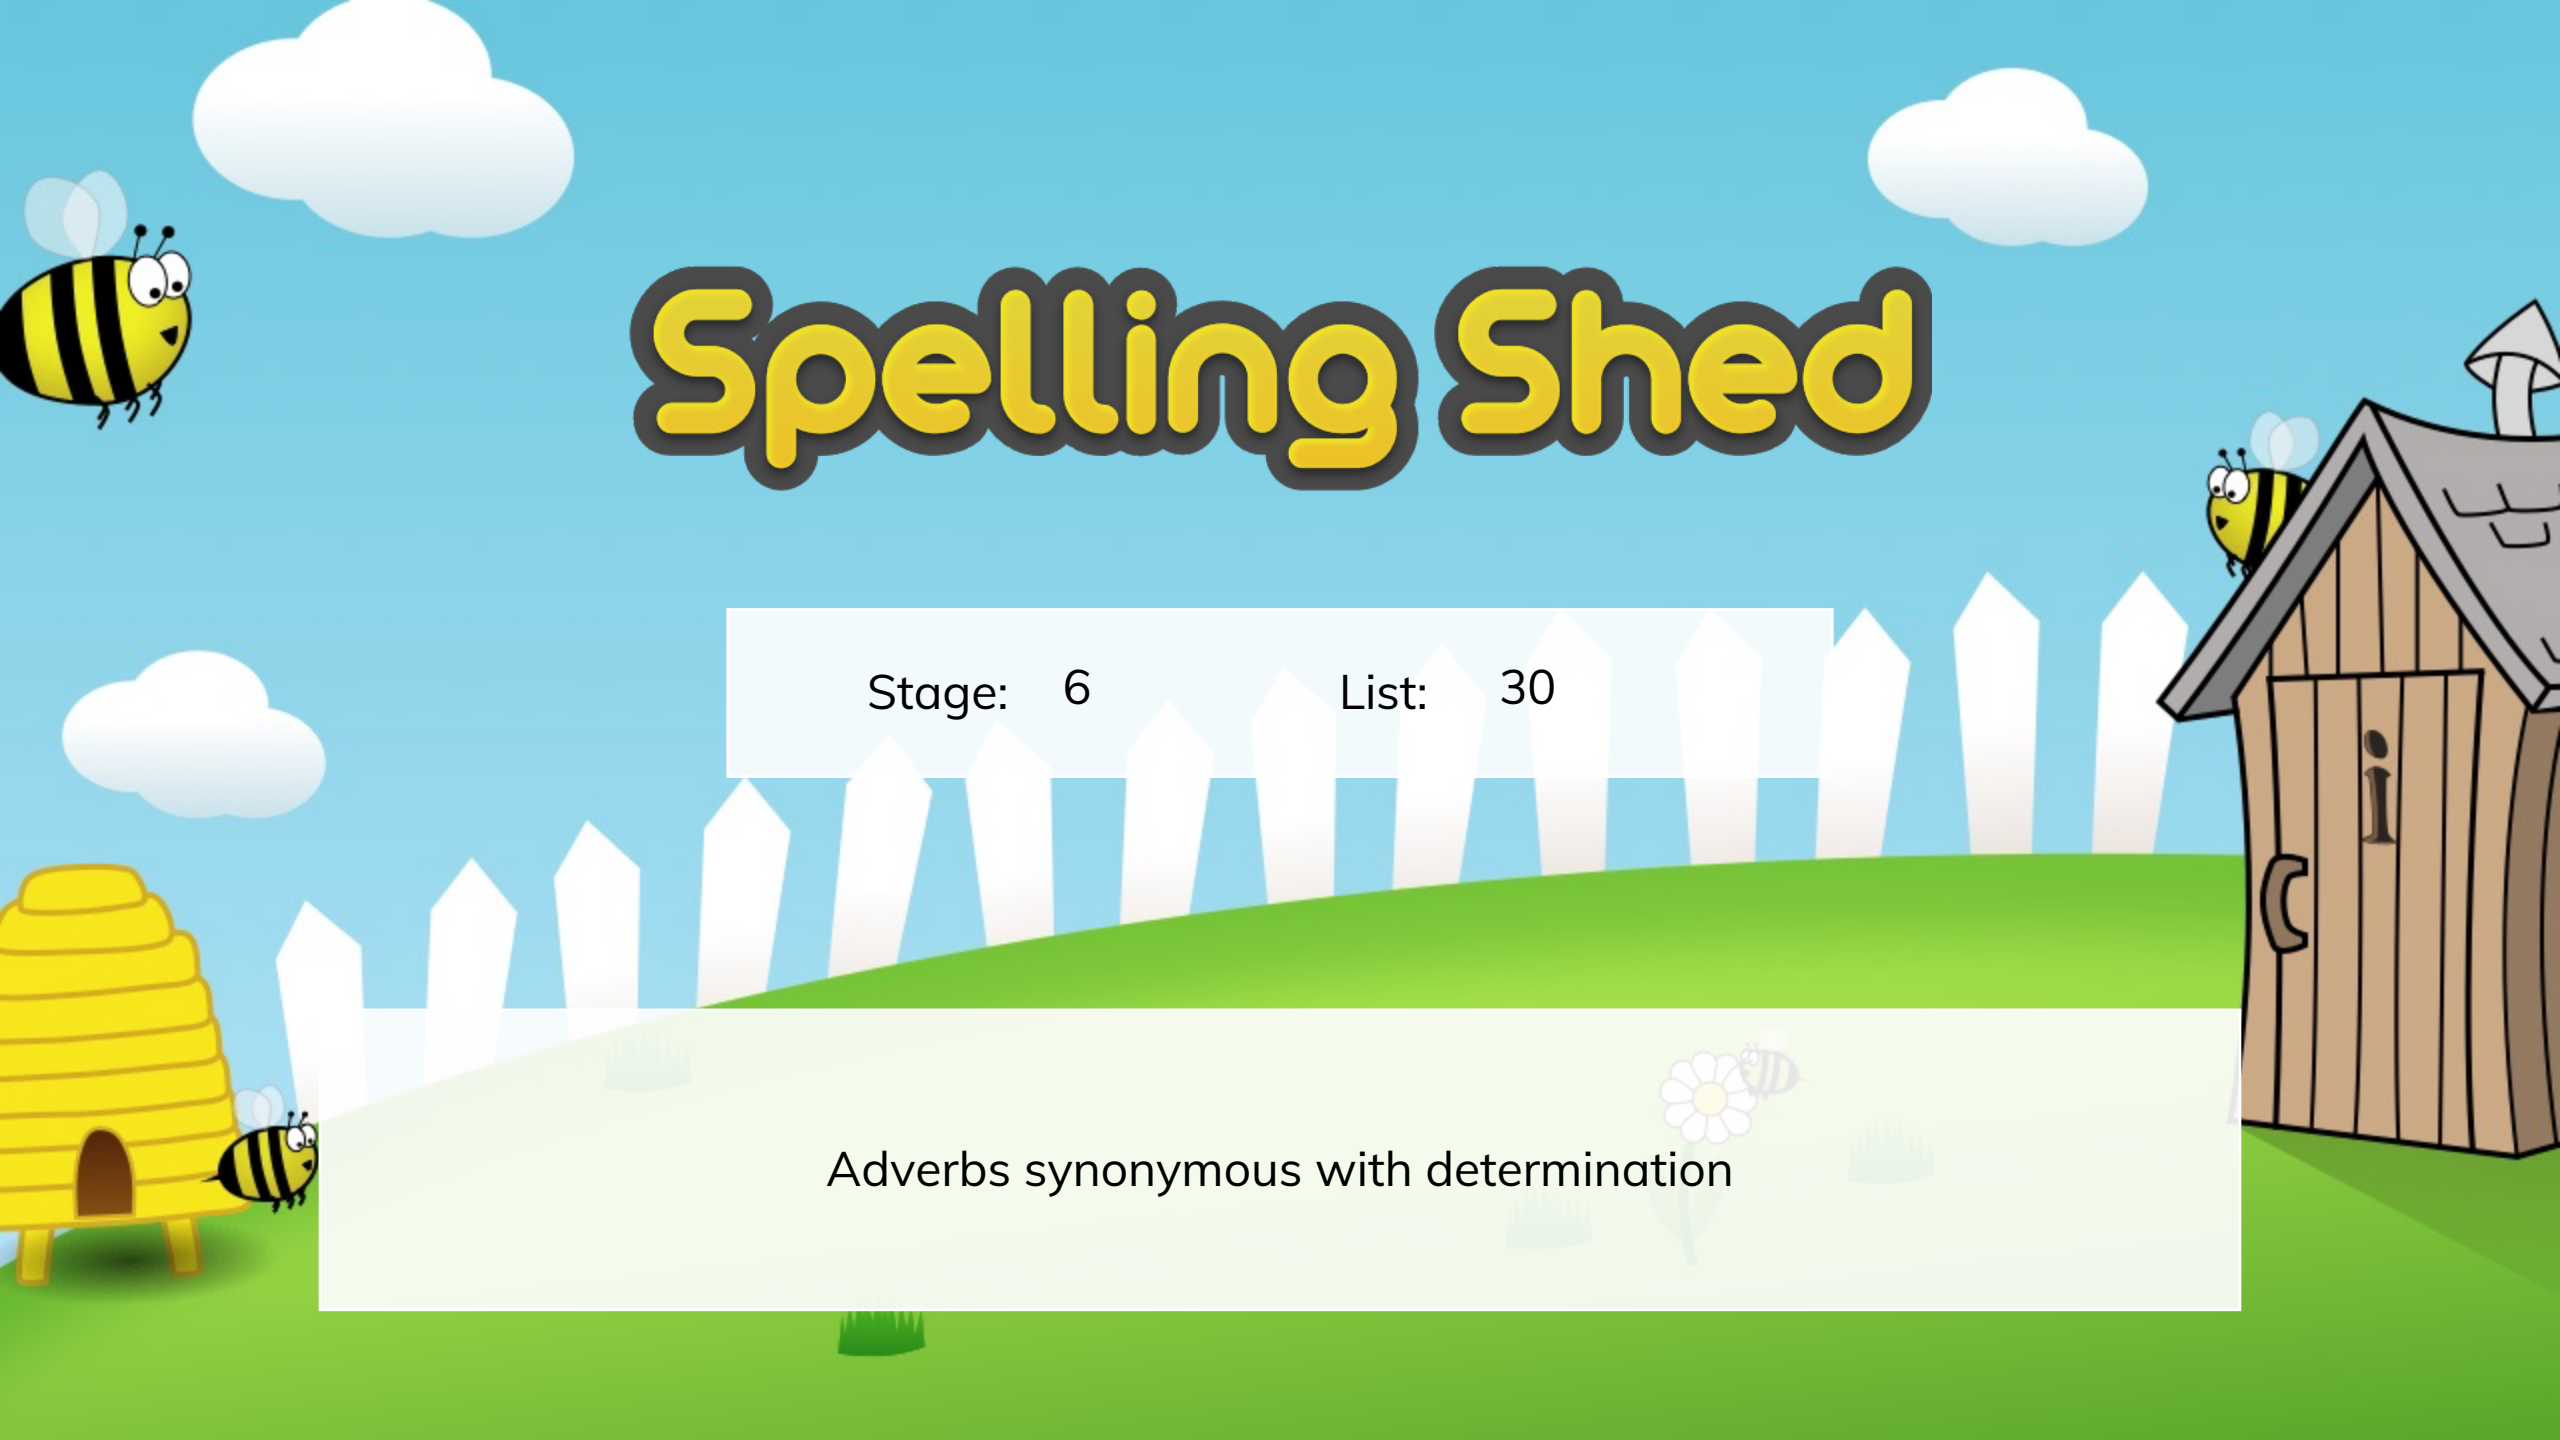 Spelling Shed
Stage: 6 List: 30
i
Adverbs synonymous with determination